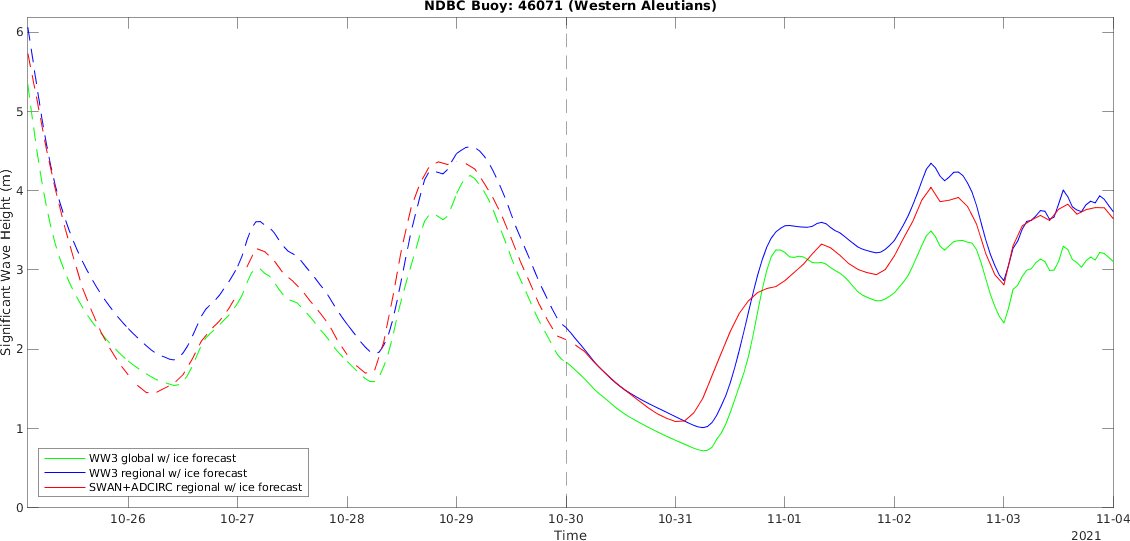 NDBC Buoy: 46071 (Western Aleutians)
Significant Wave Height (m)
6
5
4
3
2
1
0
WW3 global w/ ice forecast
WW3 regional w/ ice forecast
SWAN+ADCIRC regional w/ ice forecast
10-26 10-27 10-28 10-29 10-30 10-31 11-01 11-02 11-03 11-04
Time
2021